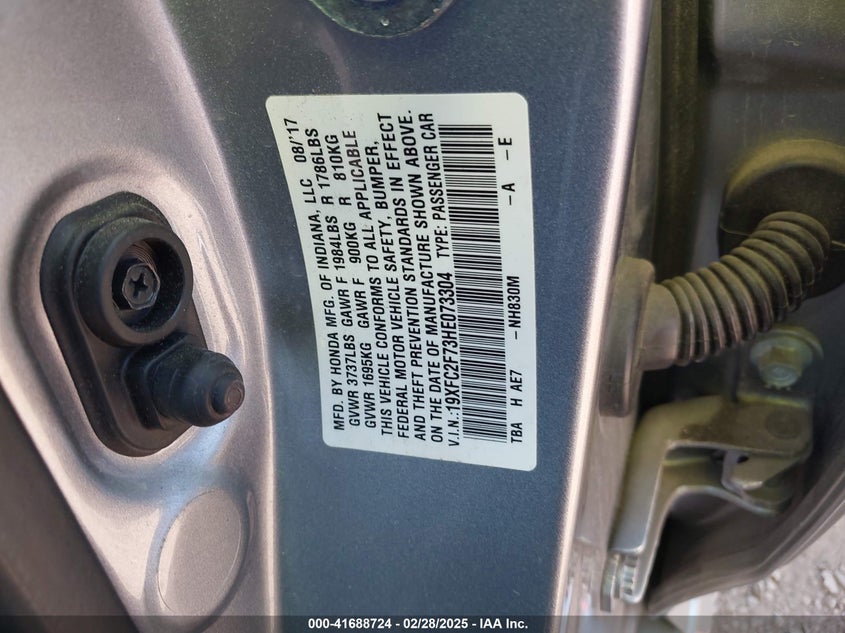 MFD. BY HONDA MFG. OF INDIANA, LLC 08/'17
GVWR 3737LBS GAWR F 1984LBS R 1786LBS
GVWR 1695KG GAWR F 900KG R 810KG
THIS VEHICLE CONFORMS TO ALL APPLICABLE
FEDERAL MOTOR VEHICLE SAFETY, BUMPER,
AND THEFT PREVENTION STANDARDS IN EFFECT
ON THE DATE OF MANUFACTURE SHOWN ABOVE.
V.I.N.:19XFC2F73HE073304 TYPE: PASSENGER CAR
TBA H AE7 -NH830M -A -E
000-41688724 | 02/28/2025 - IAA Inc.